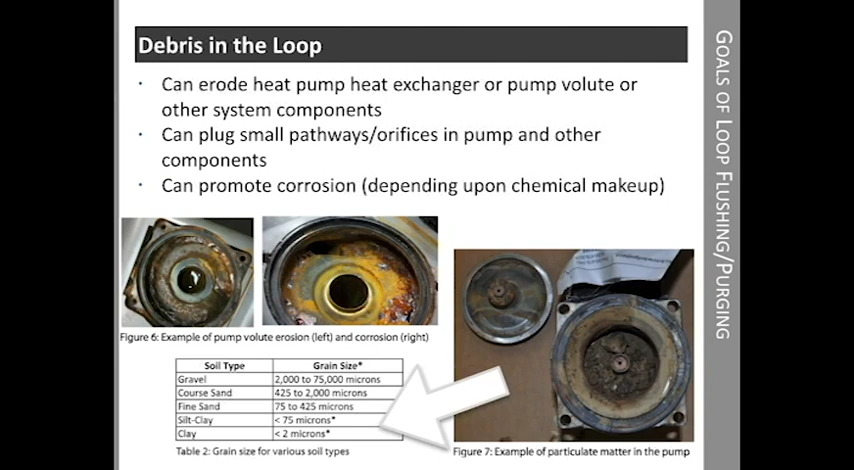 Debris in the Loop
· Can erode heat pump heat exchanger or pump volute or
other system components
· Can plug small pathways/orifices in pump and other
components
· Can promote corrosion (depending upon chemical makeup)
Figure 6: Example of pump volute erosion (left) and corrosion (right)
Soil Type Grain Size*
Gravel 2,000 to 75,000 microns
Course Sand 425 to 2,000 microns
Fine Sand 75 to 425 microns
Silt-Clay < 75 microns*
Clay < 2 microns*
Table 2: Grain size for various soil types
Figure 7: Example of particulate matter in the pump
GOALS OF LOOP FLUSHING/PURGING